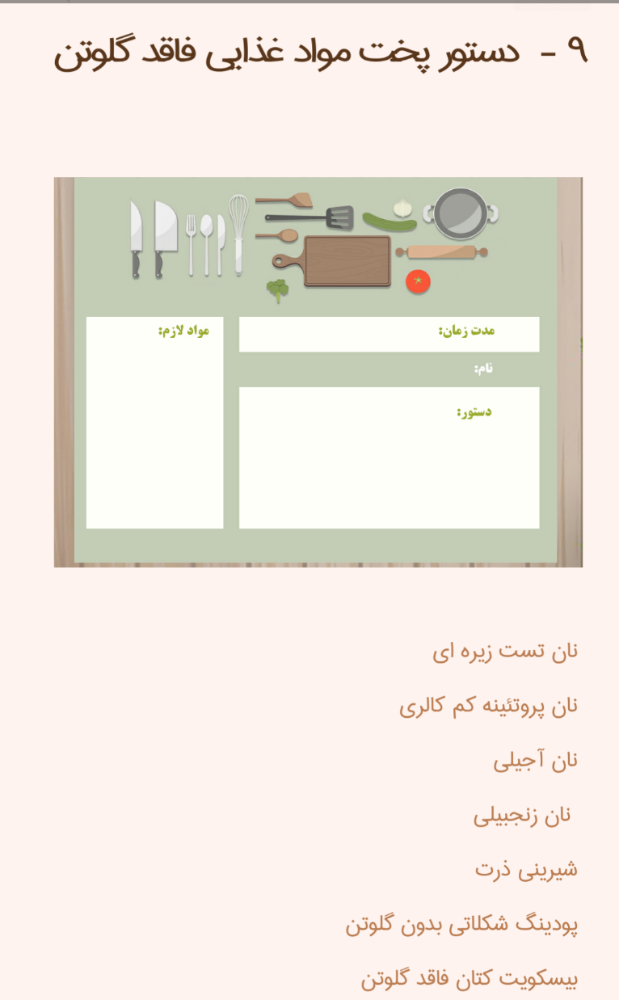 ۹ - دستور پخت مواد غذایی فاقد گلوتن
مدت زمان:
مواد لازم:
نام:
دستور:
نان تست زیره ای
نان پروتئینه کم کالری
نان آجیلی
نان زنجبیلی
شیرینی ذرت
پودینگ شکلاتی بدون گلوتن
بیسکویت کتان فاقد گلوتن